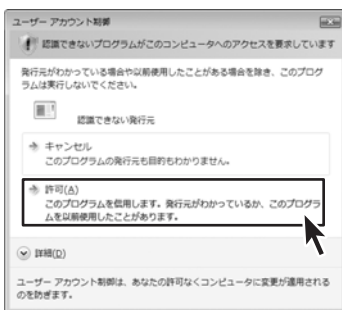 ユーザー アカウント制御
認識できないプログラムがこのコンピュータへのアクセスを要求しています
発行元がわかっている場合や以前使用したことがある場合を除き、このプログ
ラムは実行しないでください。
認識できない発行元
キャンセル
このプログラムの発行元も目的もわかりません。
許可(A)
このプログラムを信用します。発行元がわかっているか、このプログラ
ムを以前使用したことがあります。
詳細(D)
ユーザー アカウント制御は、あなたの許可なくコンピュータに変更が適用される
のを防ぎます。